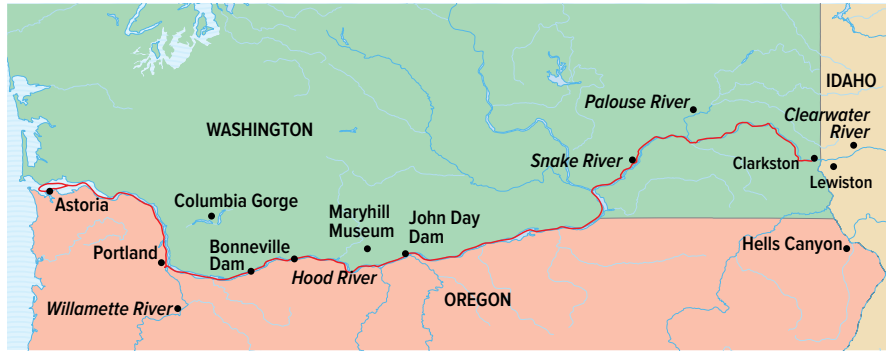 IDAHO
Palouse River
Clearwater
River
WASHINGTON
Snake River
Clarkston
Lewiston
Astoria
Columbia Gorge
Maryhill
Museum
John Day
Dam
Portland
Bonneville
Dam
Hells Canyon
Hood River
Willamette River
OREGON